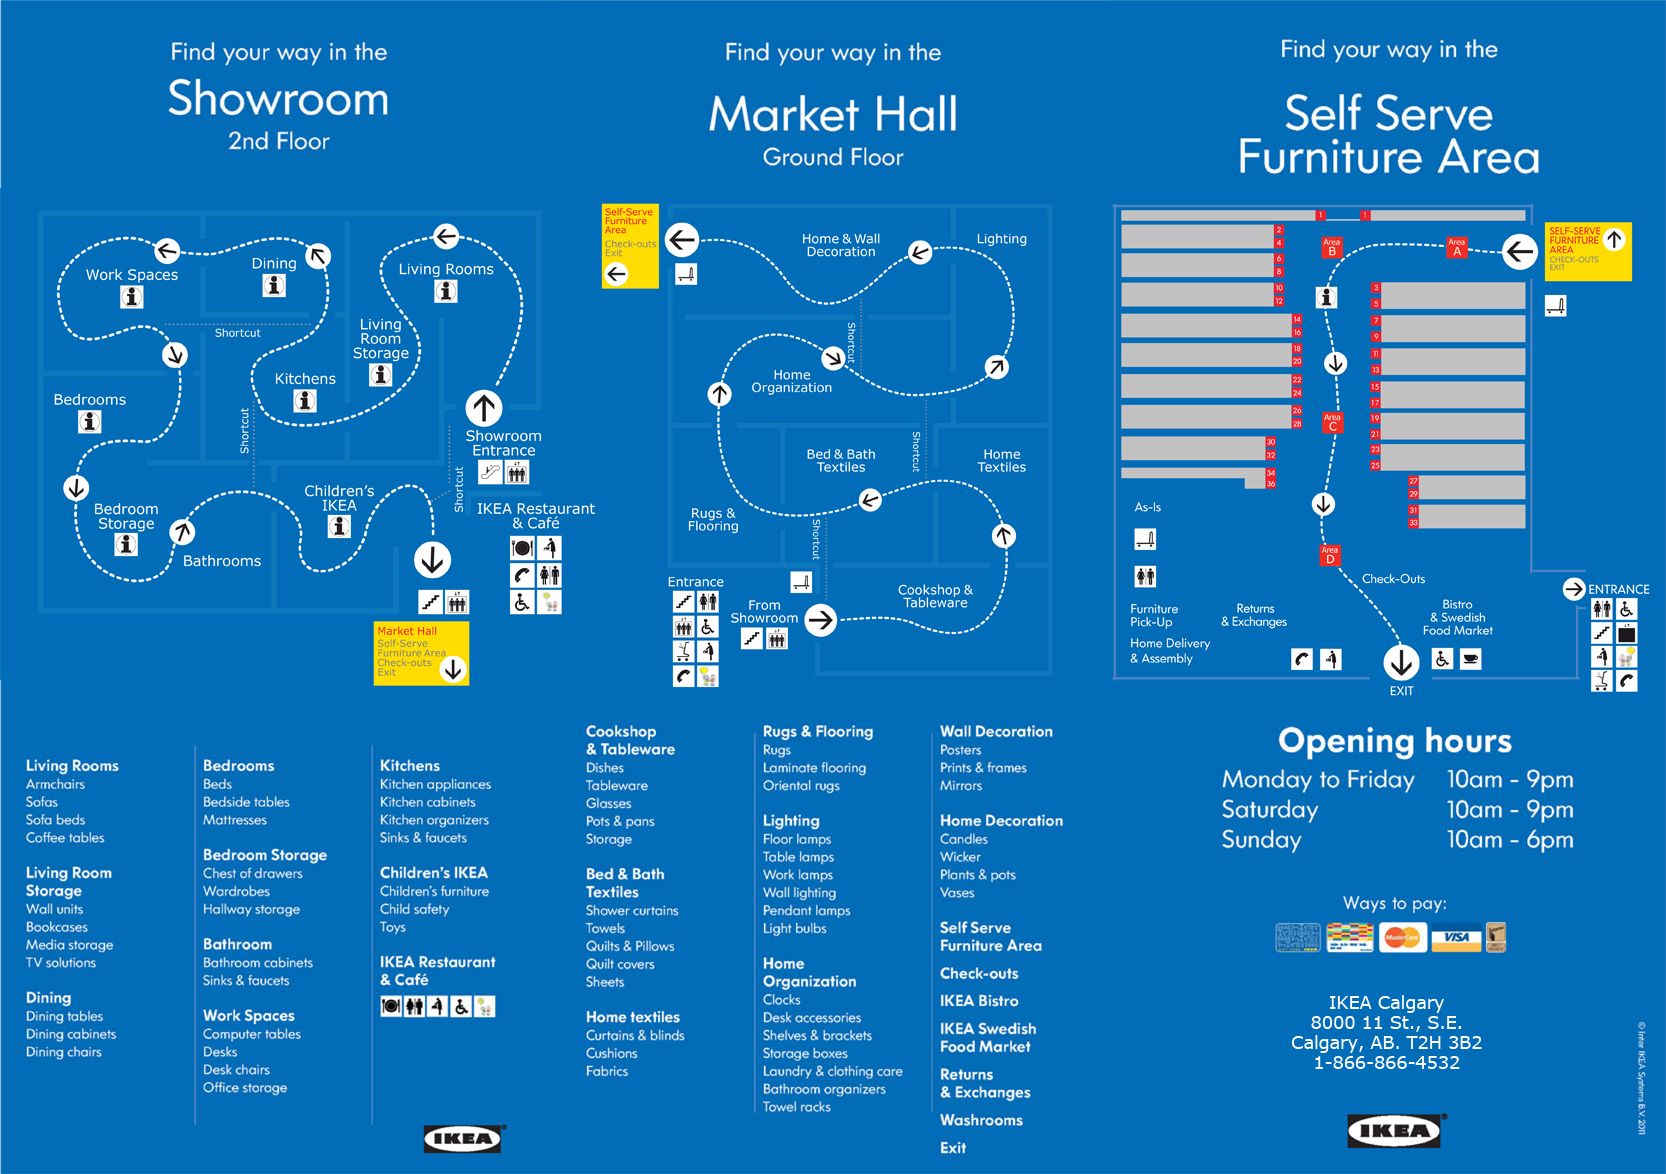 Find your way in the
Showroom
2nd Floor
Work Spaces
Dining
Living Rooms
Shortcut
Living
Room
Storage
Kitchens
Bedrooms
Shortcut
Showroom
Entrance
Shortcut
Children's
IKEA
IKEA Restaurant
& Café
Bedroom
Storage
Bathrooms
Market Hall
Self-Serve
Furniture Area
Check-outs
Exit
Living Rooms
Armchairs
Sofas
Sofa beds
Coffee tables
Living Room
Storage
Wall units
Bookcases
Media storage
TV solutions
Dining
Dining tables
Dining cabinets
Dining chairs
Bedrooms
Beds
Bedside tables
Mattresses
Bedroom Storage
Chest of drawers
Wardrobes
Hallway storage
Bathroom
Bathroom cabinets
Sinks & faucets
Work Spaces
Computer tables
Desks
Desk chairs
Office storage
Kitchens
Kitchen appliances
Kitchen cabinets
Kitchen organizers
Sinks & faucets
Children's IKEA
Children's furniture
Child safety
Toys
IKEA Restaurant
& Café
IKEA
Find your way in the
Market Hall
Ground Floor
Self-Serve
Furniture
Area
Check-outs
Exit
Home & Wall
Decoration
Lighting
Shortcut
Home
Organization
Shortcut
Bed & Bath
Textiles
Home
Textiles
Rugs &
Flooring
Shortcut
Entrance
From
Showroom
Cookshop &
Tableware
Cookshop
& Tableware
Dishes
Tableware
Glasses
Pots & pans
Storage
Bed & Bath
Textiles
Shower curtains
Towels
Quilts & Pillows
Quilt covers
Sheets
Home textiles
Curtains & blinds
Cushions
Fabrics
Rugs & Flooring
Rugs
Laminate flooring
Oriental rugs
Lighting
Floor lamps
Table lamps
Work lamps
Wall lighting
Pendant lamps
Light bulbs
Home
Organization
Clocks
Desk accessories
Shelves & brackets
Storage boxes
Laundry & clothing care
Bathroom organizers
Towel racks
Wall Decoration
Posters
Prints & frames
Mirrors
Home Decoration
Candles
Wicker
Plants & pots
Vases
Self Serve
Furniture Area
Check-outs
IKEA Bistro
IKEA Swedish
Food Market
Returns
& Exchanges
Washrooms
Exit
Find your way in the
Self Serve
Furniture Area
1
1
2
4
6
8
10
12
14
16
18
20
22
24
26
28
30
32
34
36
Area
B
Area
A
SELF-SERVE
FURNITURE
AREA
CHECK-OUTS
EXIT
3
5
7
9
11
13
15
17
19
21
23
25
27
29
31
33
Area
C
Area
D
As-Is
Check-Outs
ENTRANCE
Furniture
Pick-Up
Returns
& Exchanges
Bistro
& Swedish
Food Market
Home Delivery
& Assembly
EXIT
Opening hours
Monday to Friday 10am - 9pm
Saturday 10am - 9pm
Sunday 10am - 6pm
Ways to pay:
MasterCard
VISA
IKEA Calgary
8000 11 St., S.E.
Calgary, AB. T2H 3B2
1-866-866-4532
IKEA
© Inter IKEA Systems B.V. 2011